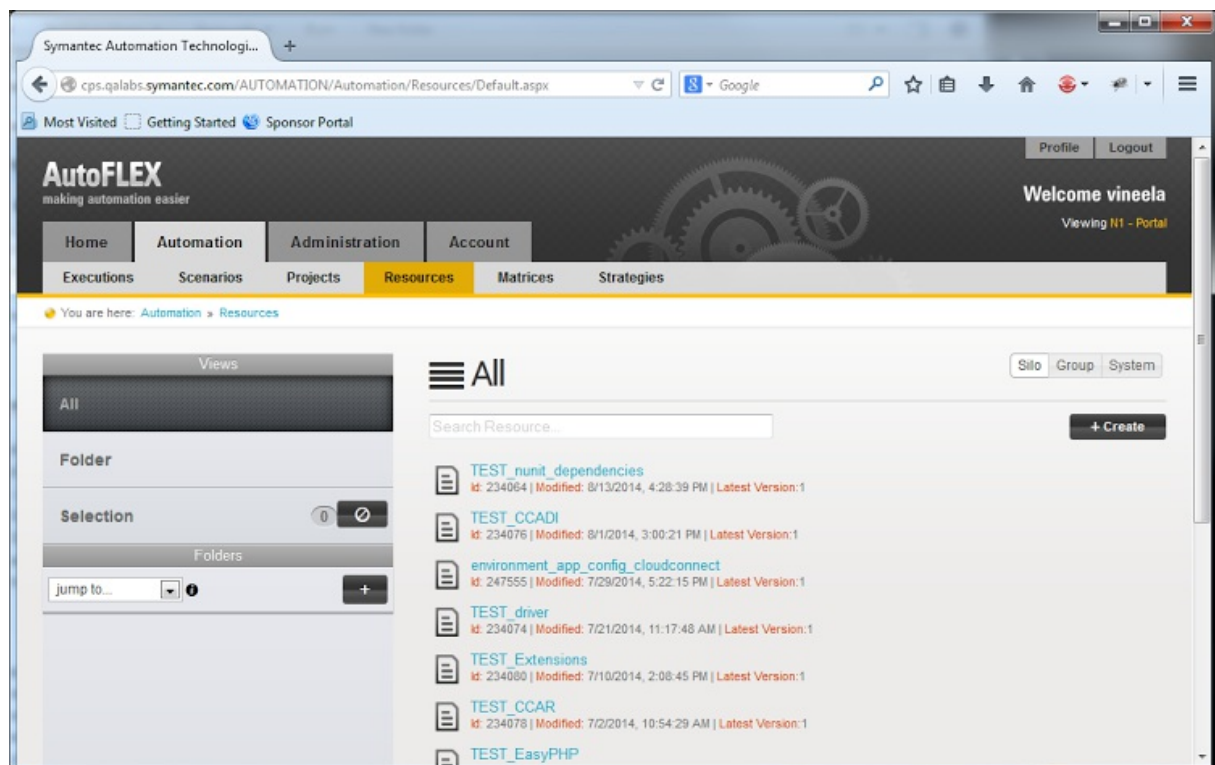 Symantec Automation Technologi...
cps.qalabs.symantec.com/AUTOMATION/Automation/Resources/Default.aspx
Google
Most Visited Getting Started Sponsor Portal
Profile Logout
AutoFLEX
making automation easier
Welcome vineela
Viewing N1 - Portal
Home Automation Administration Account
Executions Scenarios Projects Resources Matrices Strategies
You are here: Automation » Resources
Views
All
Folder
Selection 0
Folders
jump to...
+
All
Silo Group System
Search Resource...
+ Create
TEST_nunit_dependencies
Id: 234064 | Modified: 8/13/2014, 4:28:39 PM | Latest Version:1
TEST_CCADI
Id: 234076 | Modified: 8/1/2014, 3:00:21 PM | Latest Version:1
environment_app_config_cloudconnect
Id: 247555 | Modified: 7/29/2014, 5:22:15 PM | Latest Version:1
TEST_driver
Id: 234074 | Modified: 7/21/2014, 11:17:48 AM | Latest Version:1
TEST_Extensions
Id: 234080 | Modified: 7/10/2014, 2:08:45 PM | Latest Version:1
TEST_CCAR
Id: 234078 | Modified: 7/2/2014, 10:54:29 AM | Latest Version:1
TEST_EasyPHP